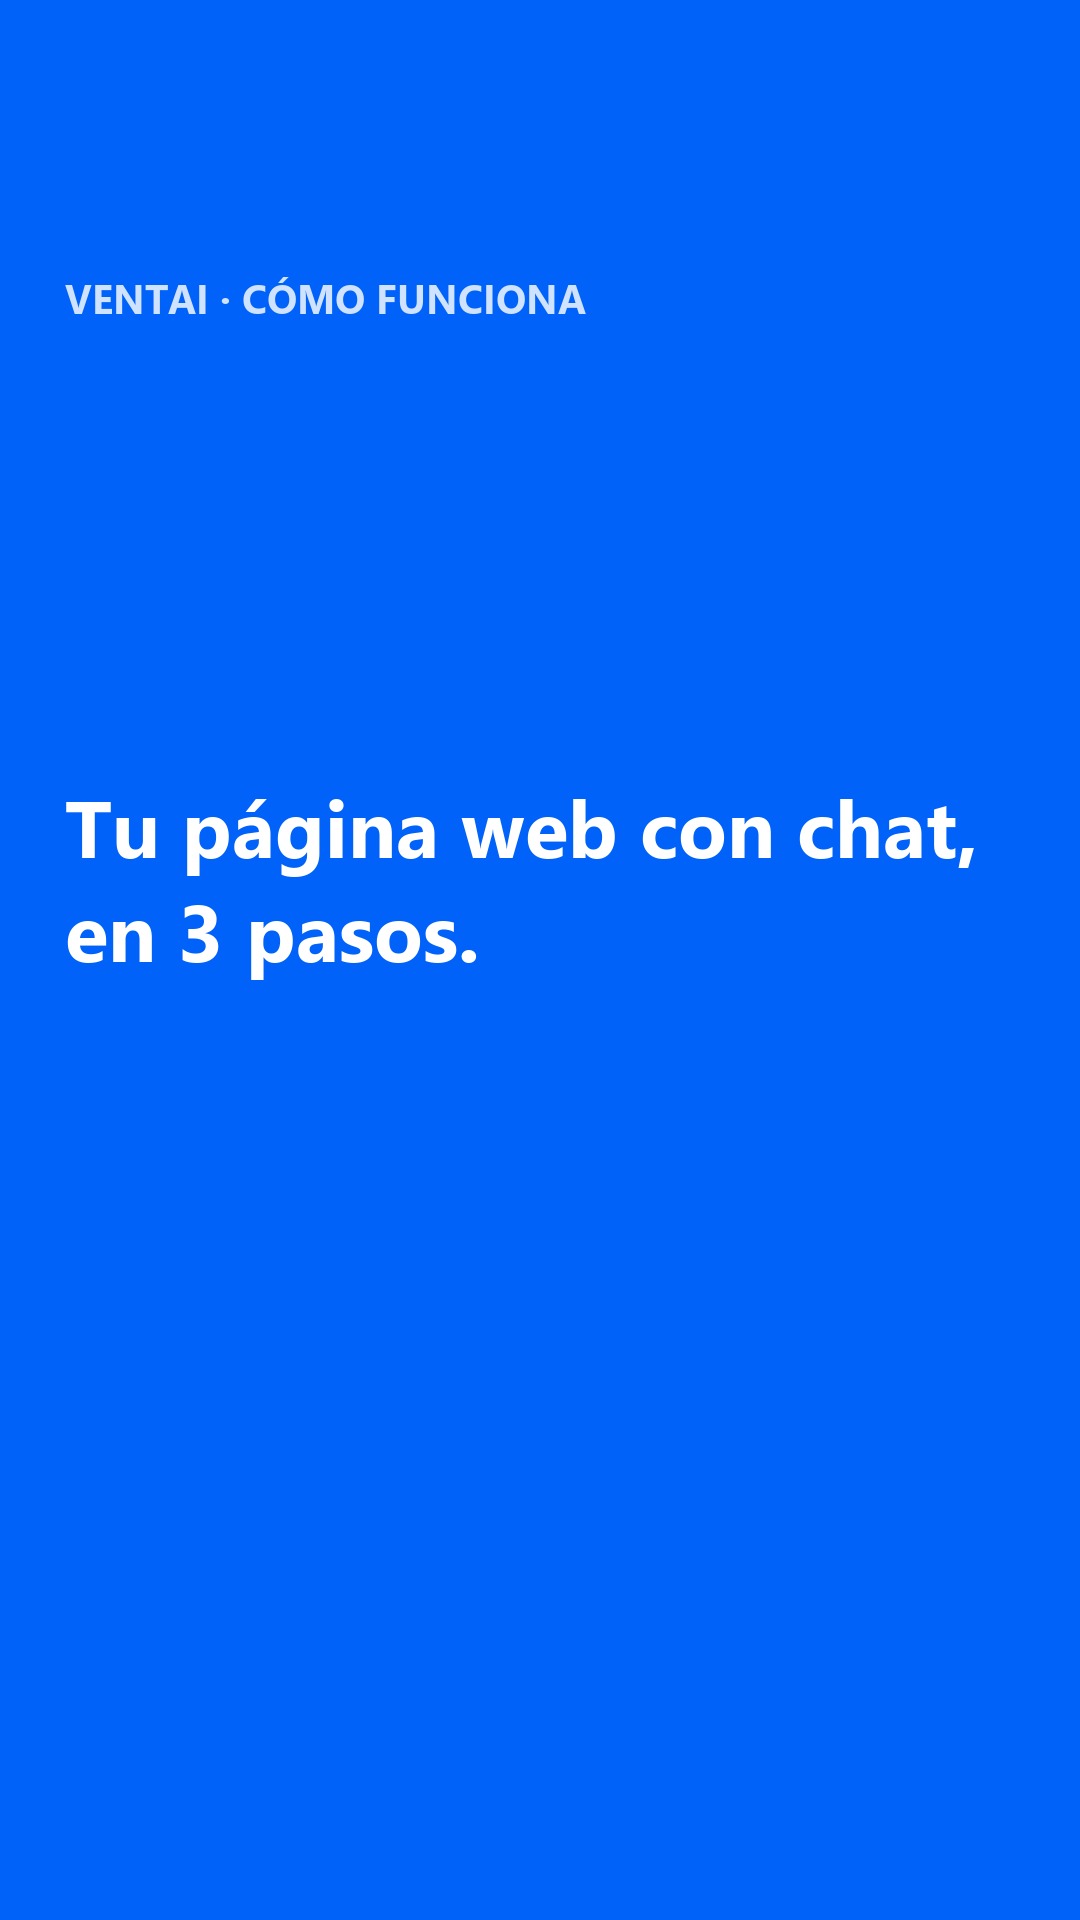 VENTAI · CÓMO FUNCIONA
Tu página web con chat,
en 3 pasos.